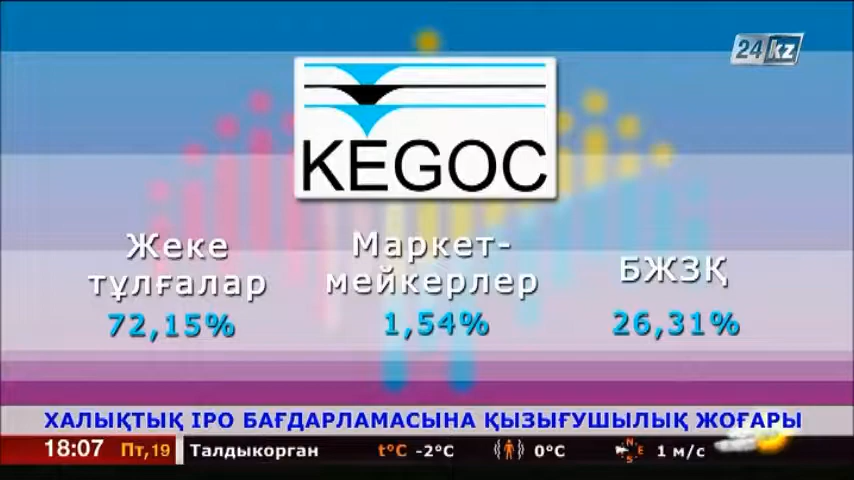 24kz
KEGOC
Жеке
тұлғалар
72,15%
Маркет-
мейкерлер
1,54%
БЖЗҚ
26,31%
ХАЛЫҚТЫҚ IPO БАҒДАРЛАМАСЫНА ҚЫЗЫҒУШЫЛЫҚ ЖОҒАРЫ
18:07 Пт,19 Талдыкорган t°C -2°C 0°C N E S 1 м/с